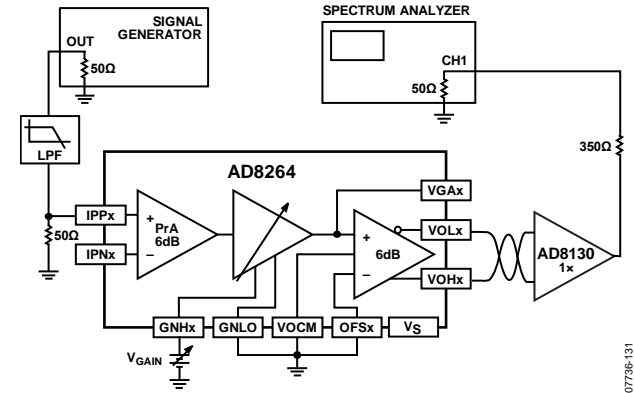 SIGNAL
GENERATOR
OUT
50Ω
SPECTRUM ANALYZER
CH1
50Ω
LPF
350Ω
AD8264
IPPx
VGAx
+
PrA
6dB
–
+
6dB
–
VOLx
50Ω
IPNx
AD8130
1×
VOHx
GNHx
GNLO
VOCM
OFSx
VS
VGAIN
07736-131